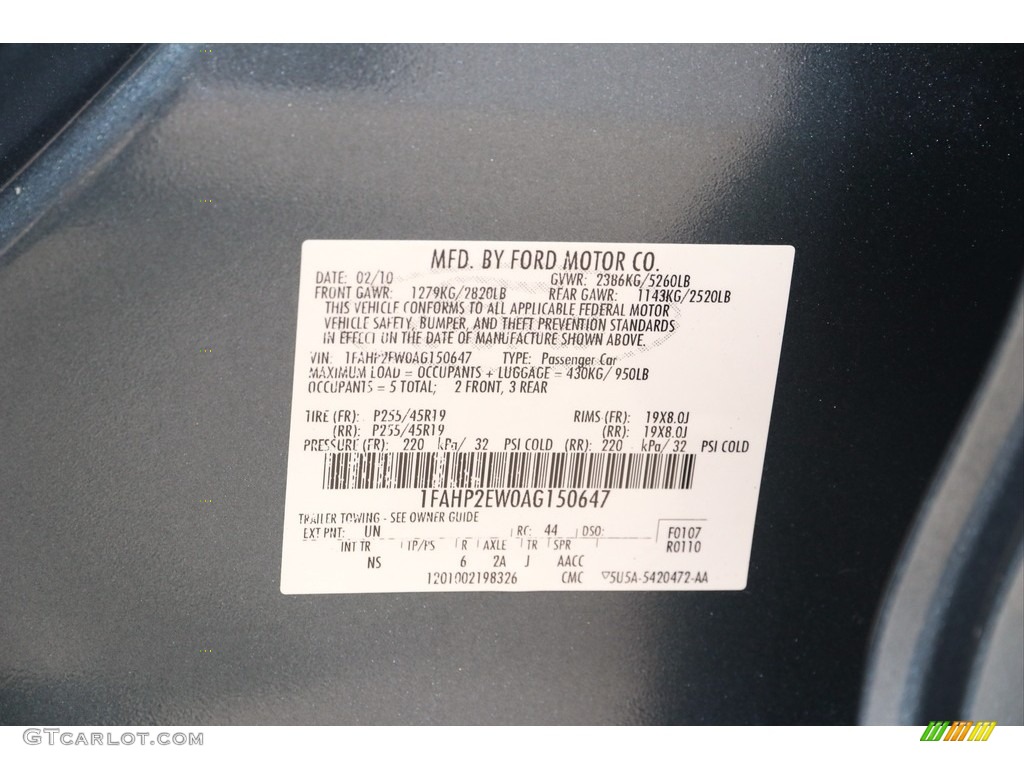 MFD. BY FORD MOTOR CO.
DATE: 02/10 GVWR: 2386KG/5260LB
FRONT GAWR: 1279KG/2820LB REAR GAWR: 1143KG/2520LB
THIS VEHICLE CONFORMS TO ALL APPLICABLE FEDERAL MOTOR
VEHICLE SAFETY, BUMPER, AND THEFT PREVENTION STANDARDS
IN EFFECT ON THE DATE OF MANUFACTURE SHOWN ABOVE.
VIN: 1FAHP2EW0AG150647 TYPE: Passenger Car
MAXIMUM LOAD = OCCUPANTS + LUGGAGE = 430KG/ 950LB
OCCUPANTS = 5 TOTAL; 2 FRONT, 3 REAR
TIRE (FR): P255/45R19 RIMS (FR): 19X8.0J
(RR): P255/45R19 (RR): 19X8.0J
PRESSURE (FR): 220 kPa/ 32 PSI COLD (RR): 220 kPa/ 32 PSI COLD
1FAHP2EW0AG150647
TRAILER TOWING - SEE OWNER GUIDE
EXT PNT: UN RC: 44 DSO: F0107
R0110
INT TR TP/PS R AXLE TR SPR
NS 6 2A J AACC
1201002198326 CMC 5U5A-5420472-AA
GTcarlot.com